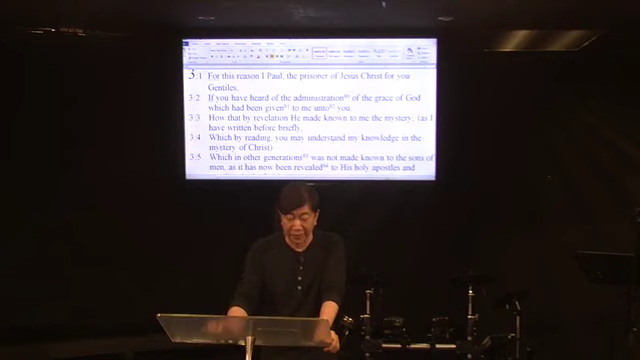 3:1 For this reason I Paul, the prisoner of Jesus Christ for you
Gentiles,
3:2 If you have heard of the administration of the grace of God
which had been given to me unto you
3:3 How that by revelation He made known to me the mystery; (as I
have written before briefly,
3:4 Which by reading, you may understand my knowledge in the
mystery of Christ)
3:5 Which in other generations was not made known to the sons of
men, as it has now been revealed to His holy apostles and